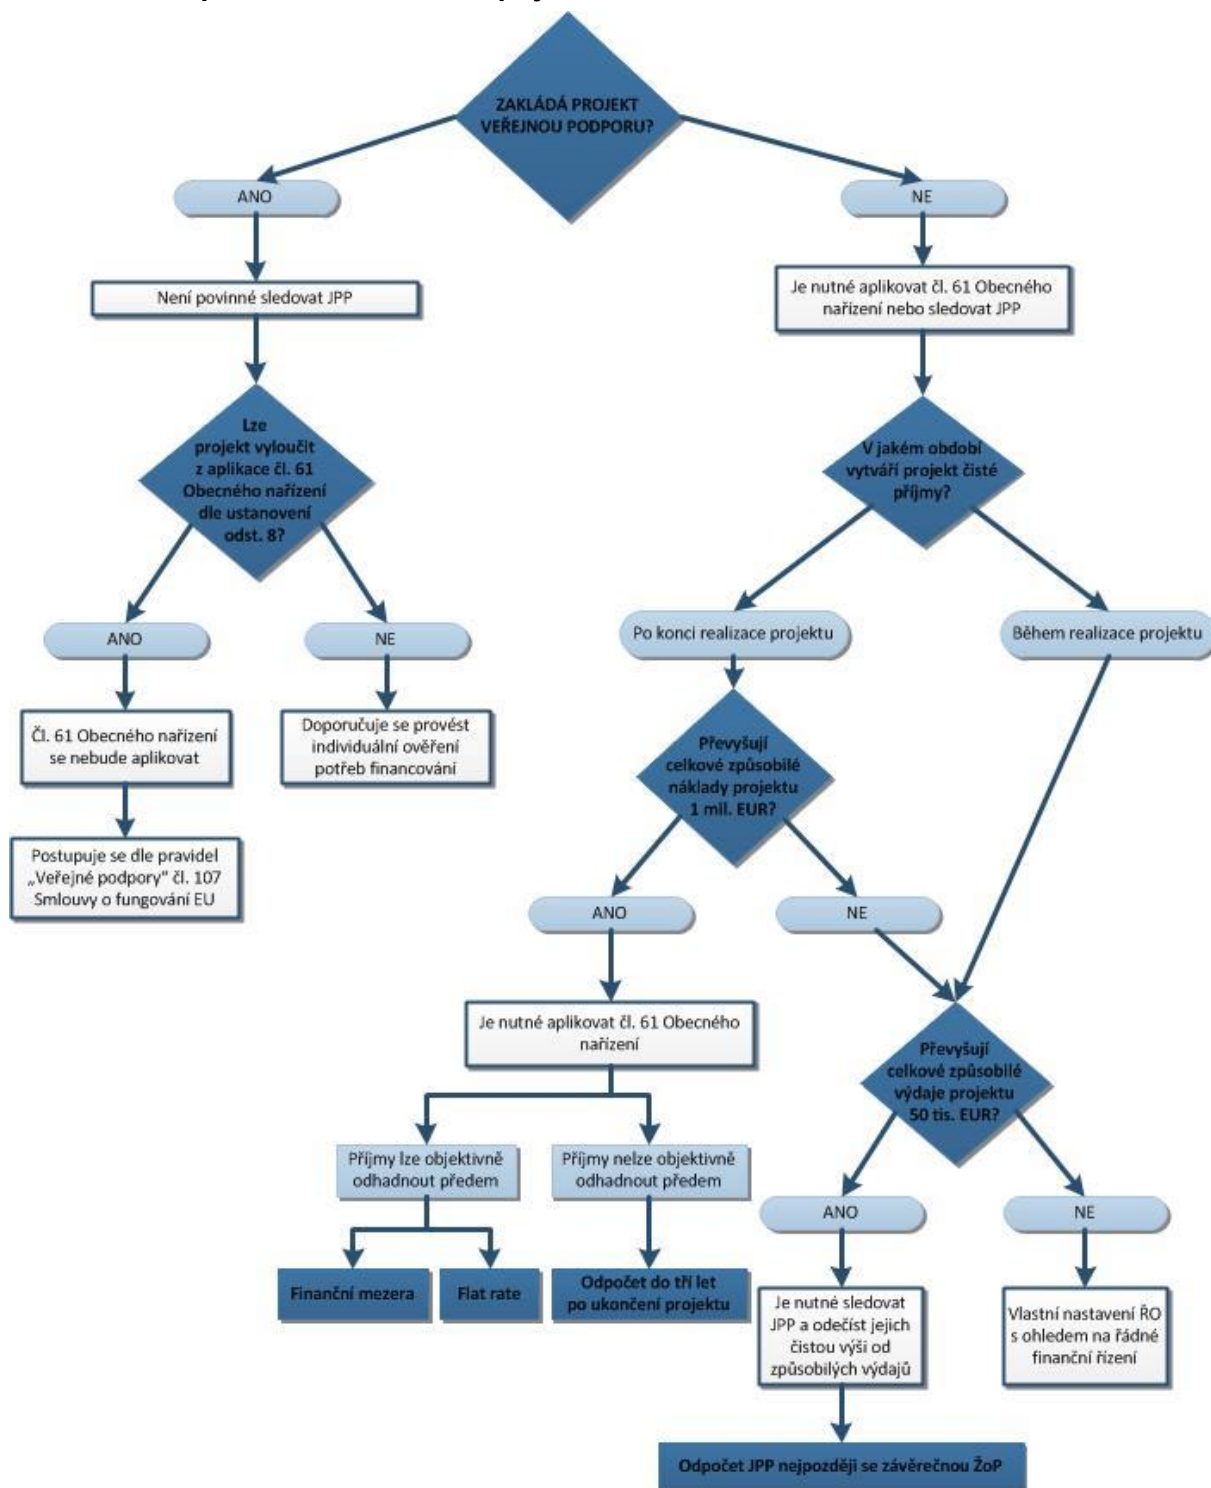 ZAKLÁDÁ PROJEKT
VEŘEJNOU PODPORU?
ANO
NE
Není povinné sledovat JPP
Je nutné aplikovat čl. 61 Obecného
nařízení nebo sledovat JPP
Lze
projekt vyloučit
z aplikace čl. 61
Obecného nařízení
dle ustanovení
odst. 8?
V jakém období
vytváří projekt čisté
příjmy?
ANO
NE
Po konci realizace projektu
Během realizace projektu
Čl. 61 Obecného nařízení
se nebude aplikovat
Doporučuje se provést
individuální ověření
potřeb financování
Převyšují
celkové způsobilé
náklady projektu
1 mil. EUR?
Postupuje se dle pravidel
„Veřejné podpory" čl. 107
Smlouvy o fungování EU
ANO
NE
Je nutné aplikovat čl. 61 Obecného
nařízení
Převyšují
celkové způsobilé
výdaje projektu
50 tis. EUR?
Příjmy lze objektivně
odhadnout předem
Příjmy nelze objektivně
odhadnout předem
ANO
NE
Finanční mezera
Flat rate
Odpočet do tří let
po ukončení projektu
Je nutné sledovat
JPP a odečíst jejich
čistou výši od
způsobilých výdajů
Vlastní nastavení ŘO
s ohledem na řádné
finanční řízení
Odpočet JPP nejpozději se závěrečnou ŽoP